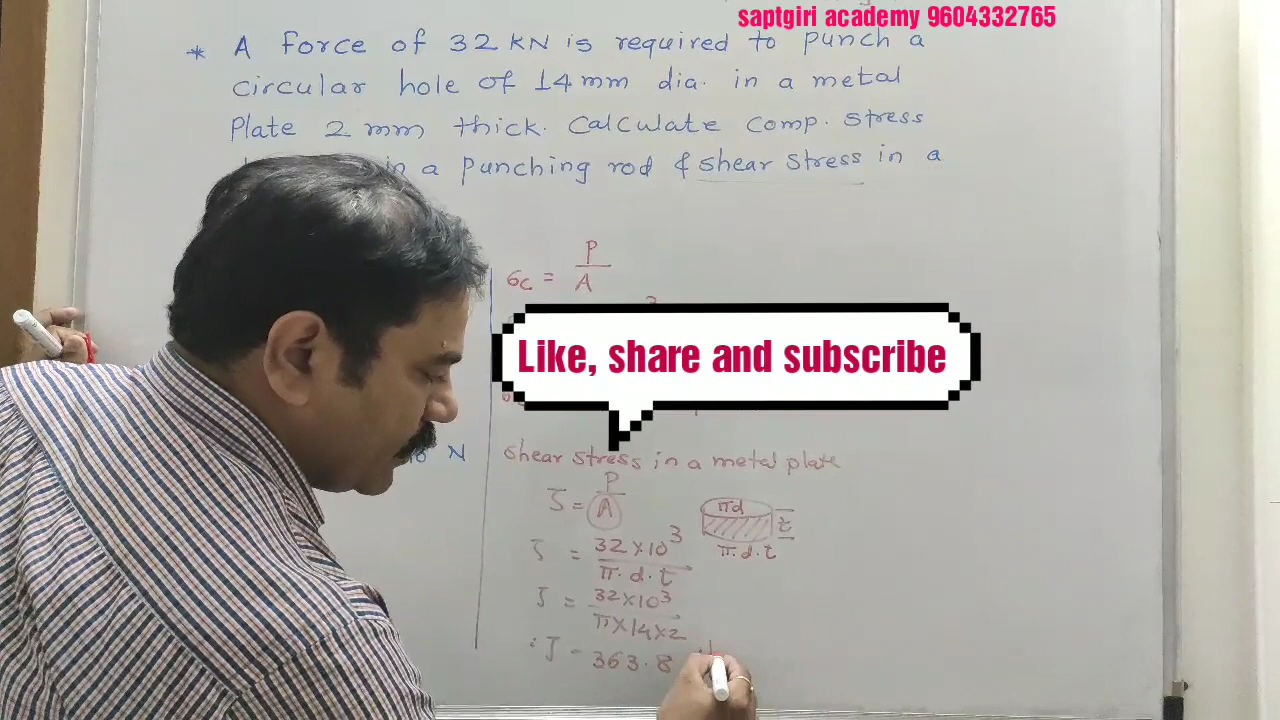 saptgiri academy 9604332765
* A force of 32 kN is required to punch a
circular hole of 14 mm dia. in a metal
Plate 2 mm thick. Calculate comp. stress
in a punching rod & shear stress in a
σc = P/A
Like, share and subscribe
N
shear stress in a metal plate
τ = P/A
πd
t
π.d.t
τ = 32×10³/π.d.t
τ = 32×10³/π×14×2
∴ τ = 363.8